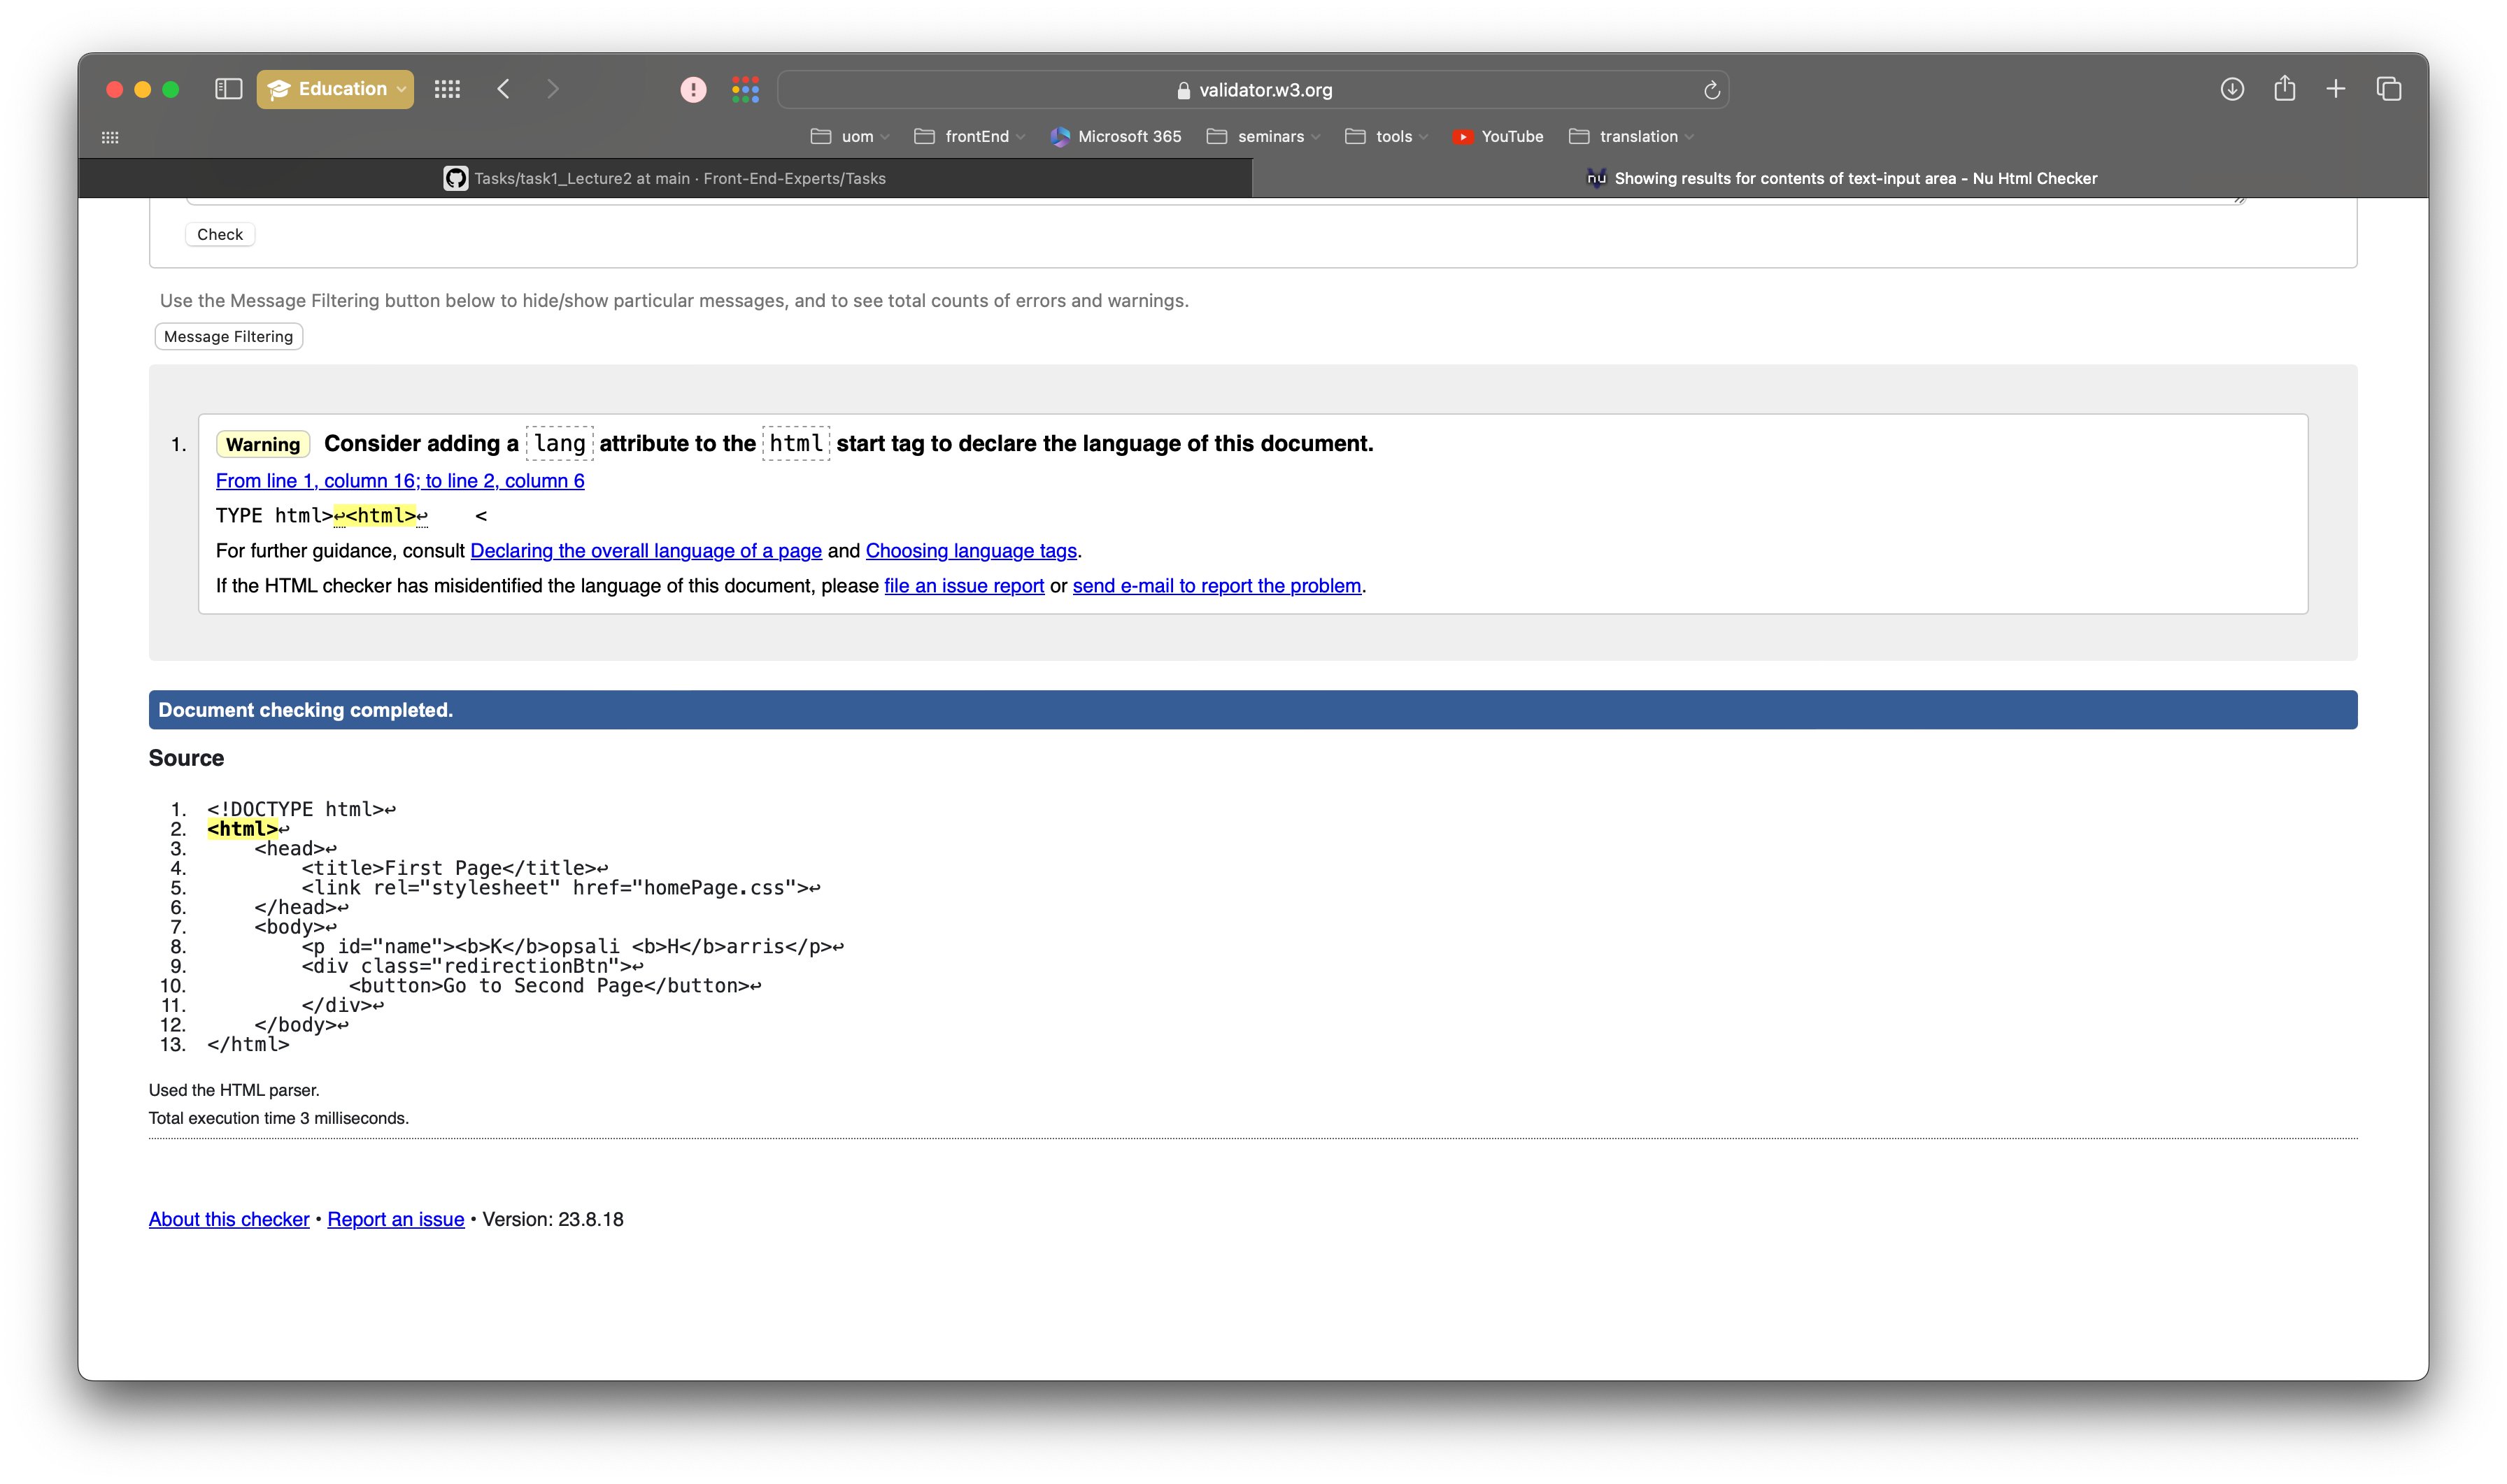 Education
validator.w3.org
uom
frontEnd
Microsoft 365
seminars
tools
YouTube
translation
Tasks/task1_Lecture2 at main · Front-End-Experts/Tasks
nu Showing results for contents of text-input area - Nu Html Checker
Check
Use the Message Filtering button below to hide/show particular messages, and to see total counts of errors and warnings.
Message Filtering
1. Warning Consider adding a lang attribute to the html start tag to declare the language of this document.
From line 1, column 16; to line 2, column 6
TYPE html>↩<html>↩    <
For further guidance, consult Declaring the overall language of a page and Choosing language tags.
If the HTML checker has misidentified the language of this document, please file an issue report or send e-mail to report the problem.
Document checking completed.
Source
1. <!DOCTYPE html>↩
2. <html>↩
3.     <head>↩
4.         <title>First Page</title>↩
5.         <link rel="stylesheet" href="homePage.css">↩
6.     </head>↩
7.     <body>↩
8.         <p id="name"><b>K</b>opsali <b>H</b>arris</p>↩
9.         <div class="redirectionBtn">↩
10.             <button>Go to Second Page</button>↩
11.         </div>↩
12.     </body>↩
13. </html>
Used the HTML parser.
Total execution time 3 milliseconds.
About this checker • Report an issue • Version: 23.8.18